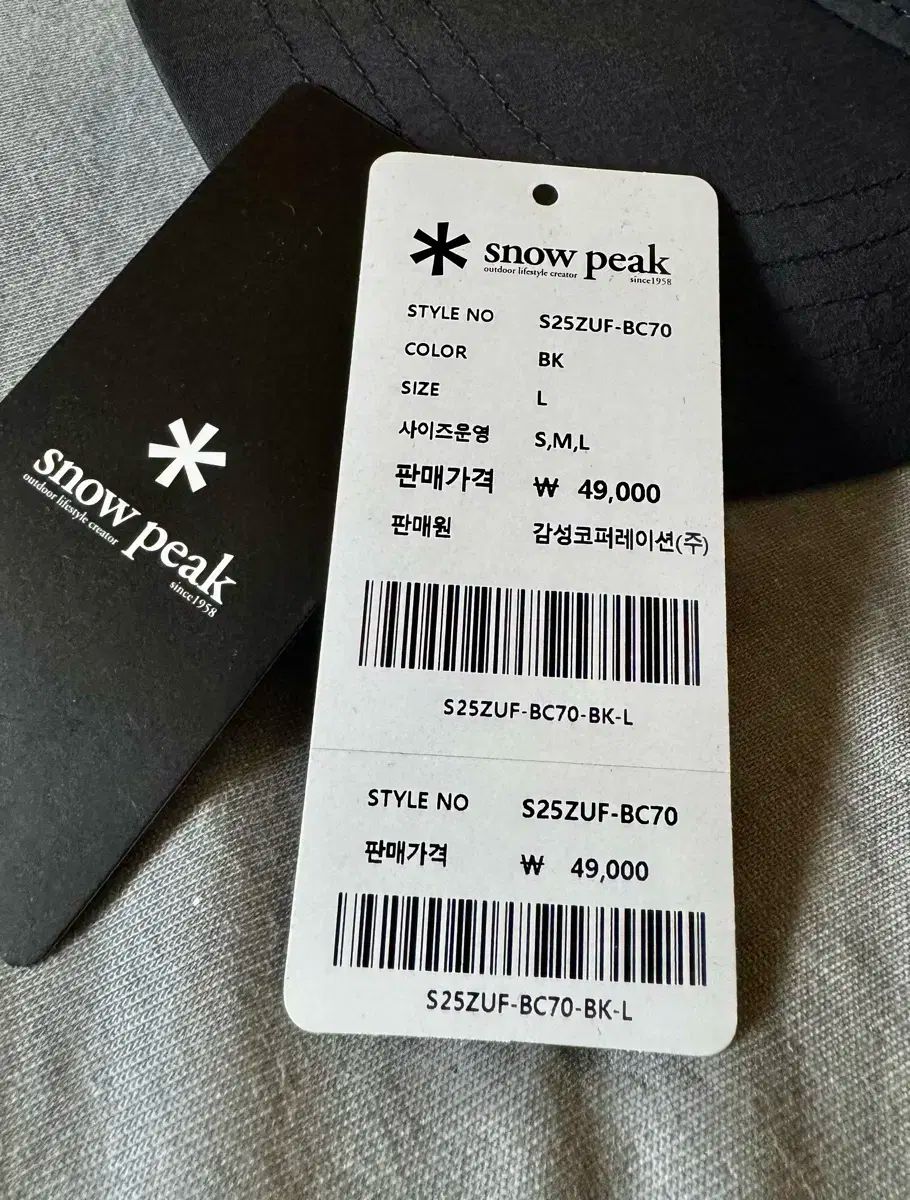 snow peak
outdoor lifestyle creator
since1958
snow peak
outdoor lifestyle creator
since1958
STYLE NO S25ZUF-BC70
COLOR BK
SIZE L
사이즈운영 S,M,L
판매가격 ₩ 49,000
판매원 감성코퍼레이션(주)
S25ZUF-BC70-BK-L
STYLE NO S25ZUF-BC70
판매가격 ₩ 49,000
S25ZUF-BC70-BK-L